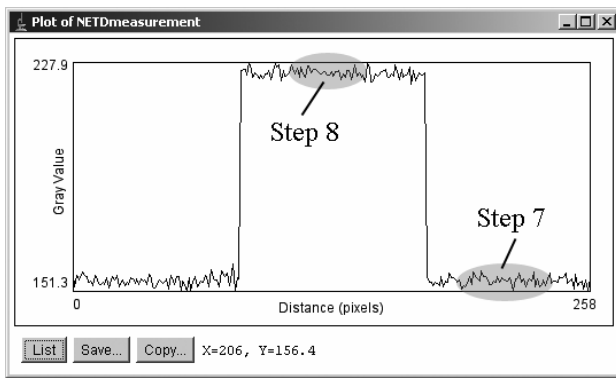 Plot of NETDmeasurement
227.9
Step 8
Gray Value
Step 7
151.3
0
Distance (pixels)
258
List
Save...
Copy...
X=206, Y=156.4